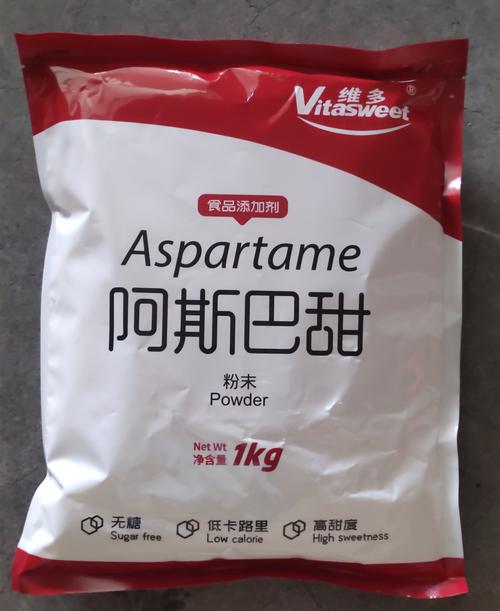 维多
Vitasweet®
食品添加剂
Aspartame
阿斯巴甜
粉末
Powder
Net Wt
净含量 1kg
无糖 低卡路里 高甜度
Sugar free Low calorie High sweetness